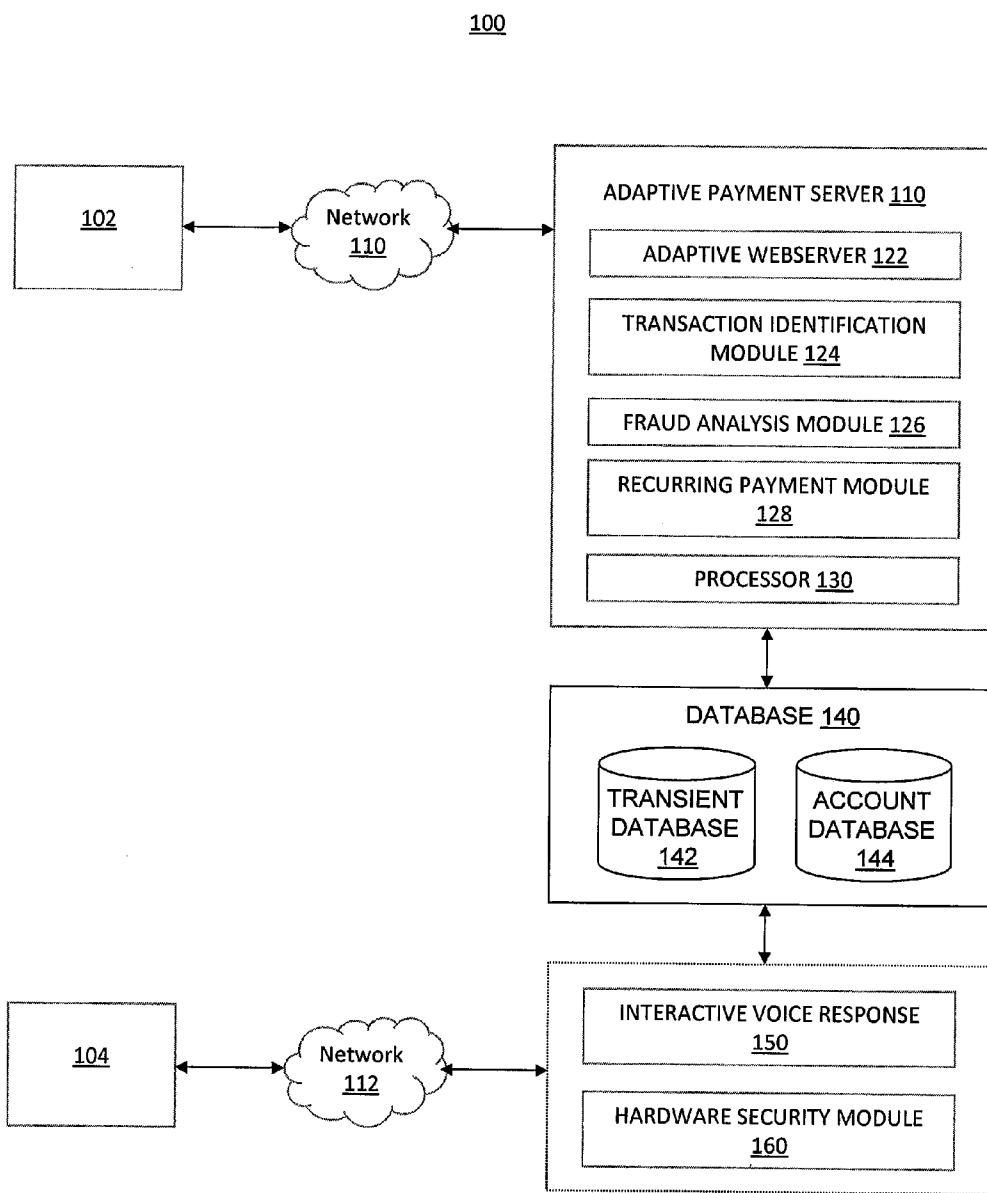 100
102
Network
110
ADAPTIVE PAYMENT SERVER 110
ADAPTIVE WEBSERVER 122
TRANSACTION IDENTIFICATION
MODULE 124
FRAUD ANALYSIS MODULE 126
RECURRING PAYMENT MODULE
128
PROCESSOR 130
DATABASE 140
TRANSIENT
DATABASE
142
ACCOUNT
DATABASE
144
104
Network
112
INTERACTIVE VOICE RESPONSE
150
HARDWARE SECURITY MODULE
160